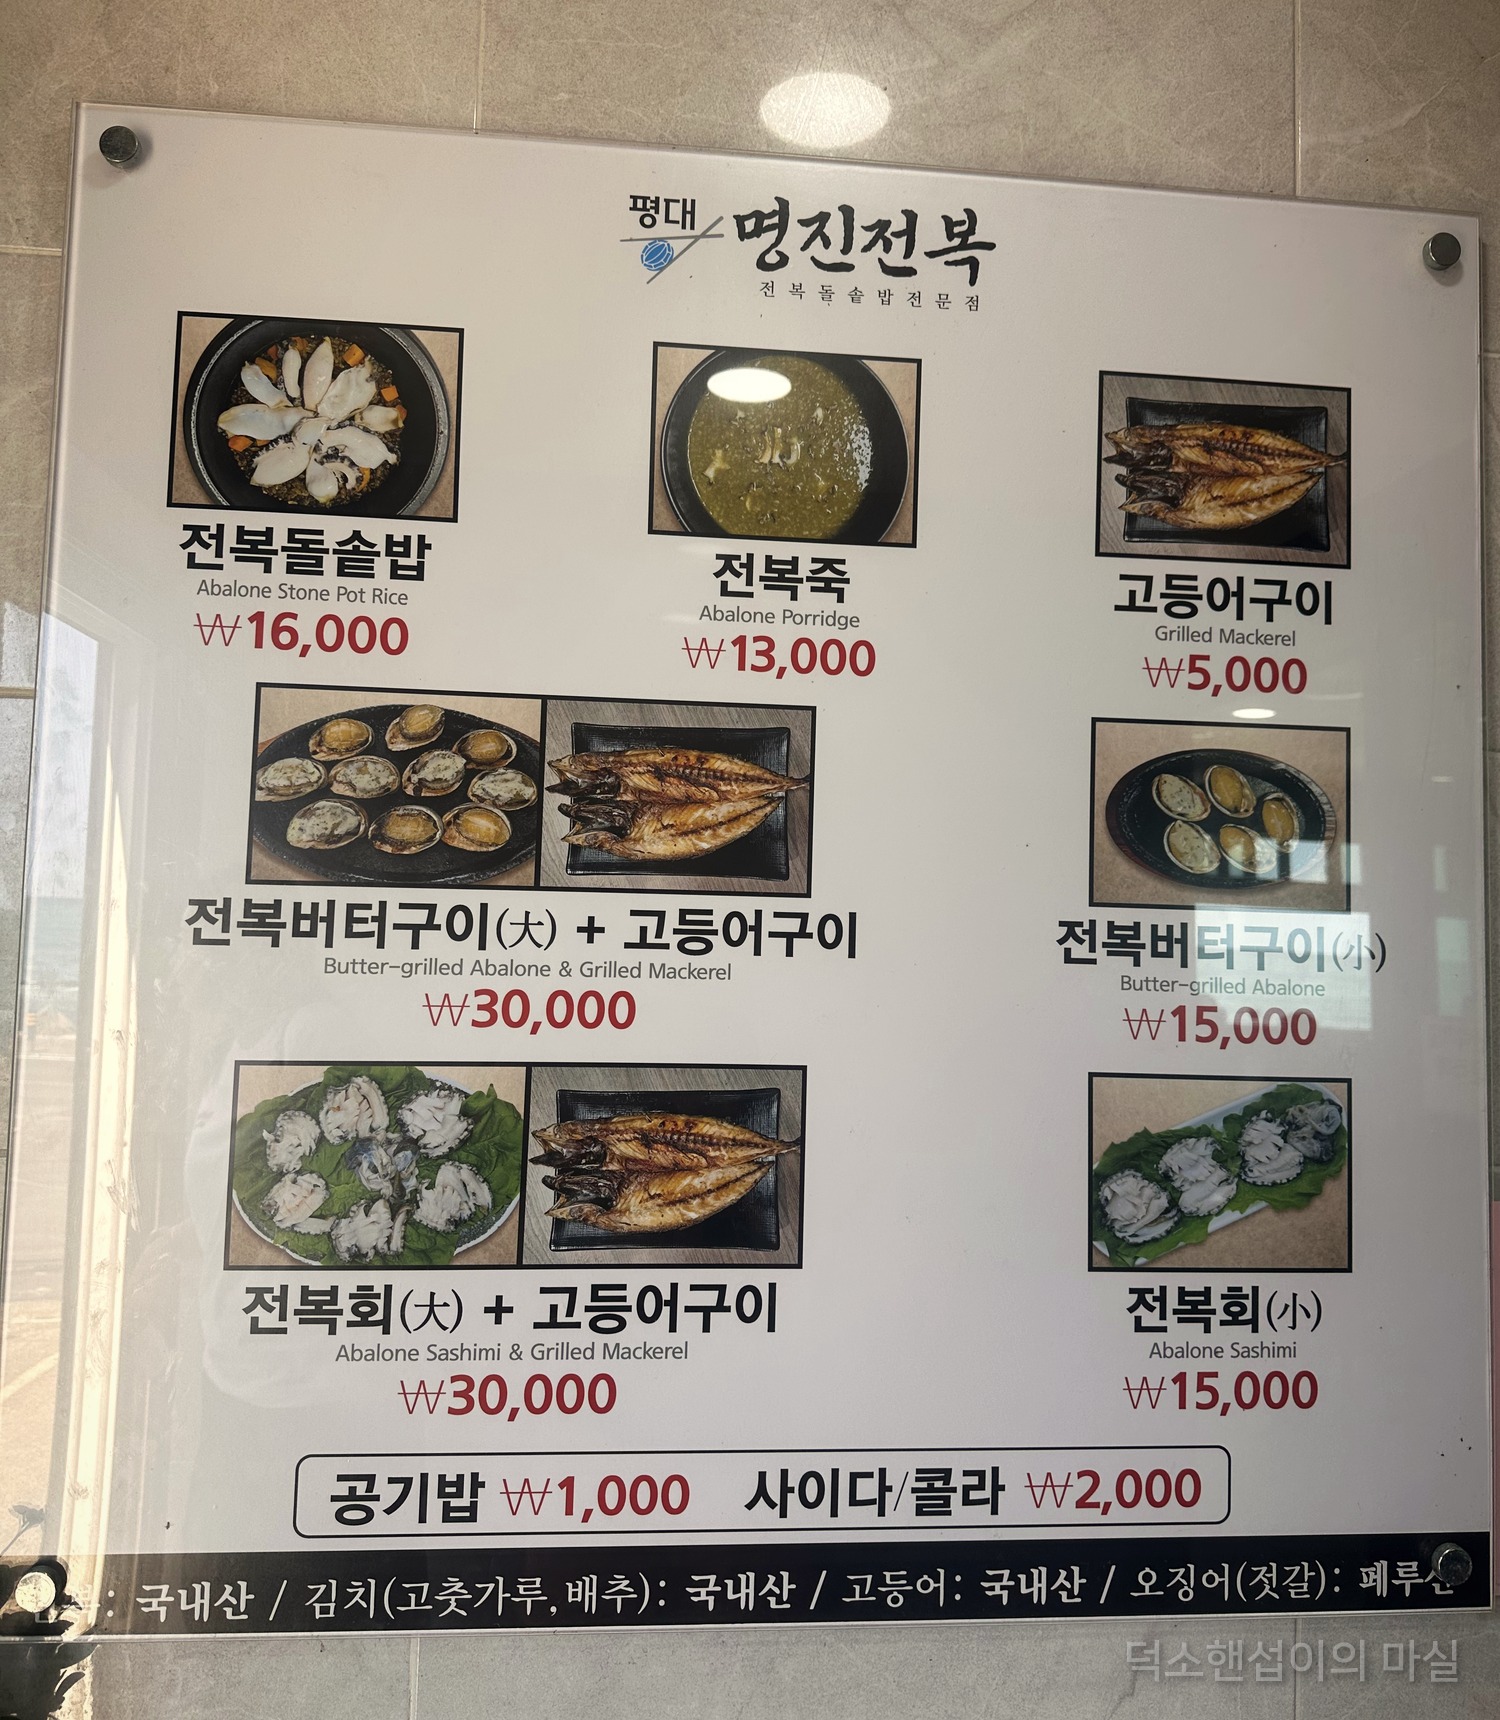 평대
명진전복
전복돌솥밥전문점
전복돌솥밥
Abalone Stone Pot Rice
₩16,000
전복죽
Abalone Porridge
₩13,000
고등어구이
Grilled Mackerel
₩5,000
전복버터구이(大) + 고등어구이
Butter-grilled Abalone & Grilled Mackerel
₩30,000
전복버터구이(小)
Butter-grilled Abalone
₩15,000
전복회(大) + 고등어구이
Abalone Sashimi & Grilled Mackerel
₩30,000
전복회(小)
Abalone Sashimi
₩15,000
공기밥 ₩1,000 사이다/콜라 ₩2,000
국내산 / 김치(고춧가루,배추): 국내산 / 고등어: 국내산 / 오징어(젓갈): 페루산
덕소핸섭이의 마실